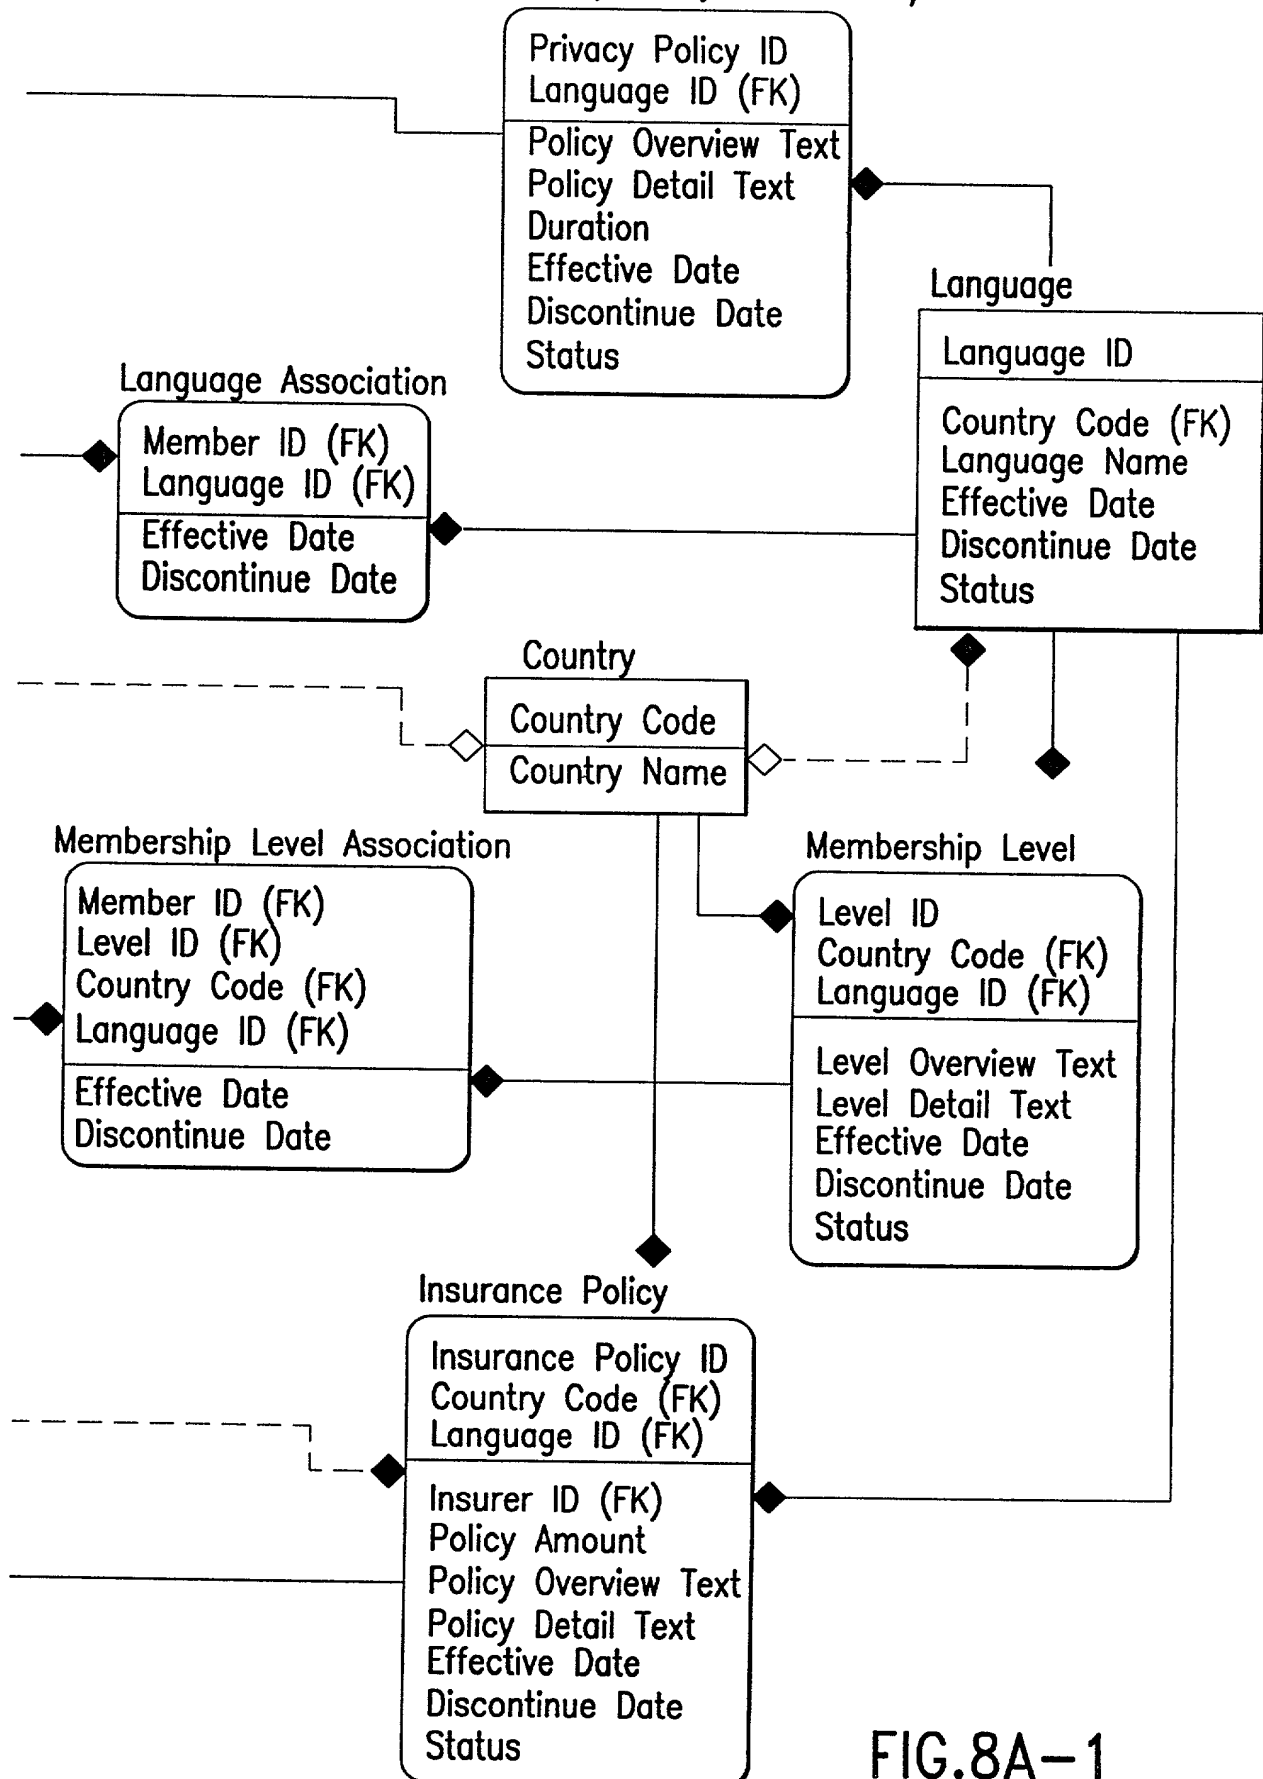 Privacy Policy ID
Language ID (FK)
Policy Overview Text
Policy Detail Text
Duration
Effective Date
Discontinue Date
Status
Language
Language ID
Country Code (FK)
Language Name
Effective Date
Discontinue Date
Status
Language Association
Member ID (FK)
Language ID (FK)
Effective Date
Discontinue Date
Country
Country Code
Country Name
Membership Level Association
Member ID (FK)
Level ID (FK)
Country Code (FK)
Language ID (FK)
Effective Date
Discontinue Date
Membership Level
Level ID
Country Code (FK)
Language ID (FK)
Level Overview Text
Level Detail Text
Effective Date
Discontinue Date
Status
Insurance Policy
Insurance Policy ID
Country Code (FK)
Language ID (FK)
Insurer ID (FK)
Policy Amount
Policy Overview Text
Policy Detail Text
Effective Date
Discontinue Date
Status
FIG.8A-1